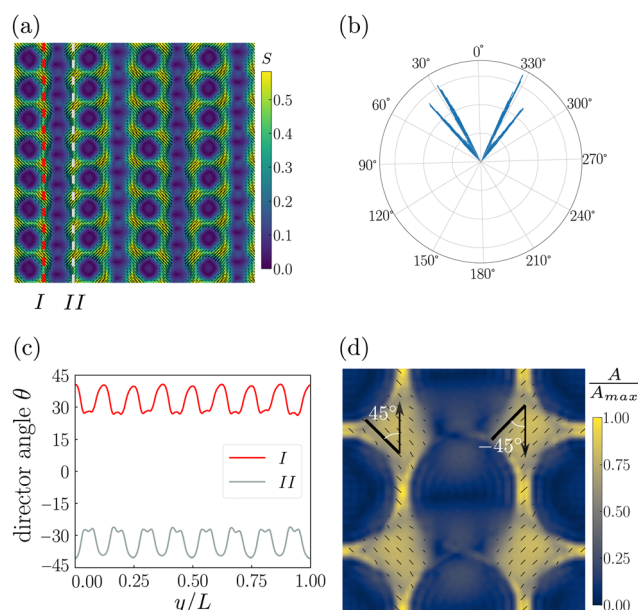 (a)
S
0.5
0.4
0.3
0.2
0.1
0.0
I II
(b)
0°
30° 330°
60° 300°
90° 270°
120° 240°
150° 210°
180°
(c)
director angle θ
45
30
15
0
−15
−30
−45
I
II
0.00 0.25 0.50 0.75 1.00
y/L
(d)
45°
−45°
A/A_max
1.00
0.75
0.50
0.25
0.00